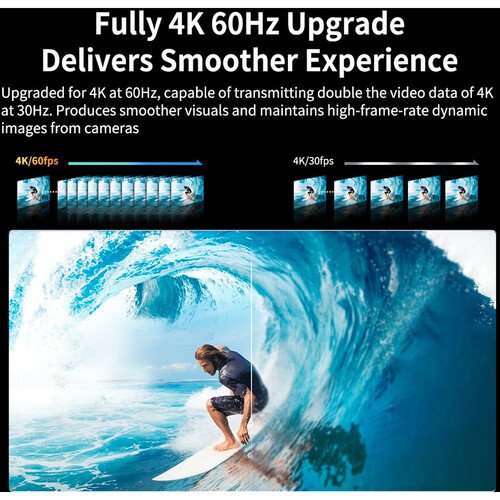 Fully 4K 60Hz Upgrade
Delivers Smoother Experience
Upgraded for 4K at 60Hz, capable of transmitting double the video data of 4K
at 30Hz. Produces smoother visuals and maintains high-frame-rate dynamic
images from cameras
4K/60fps
4K/30fps